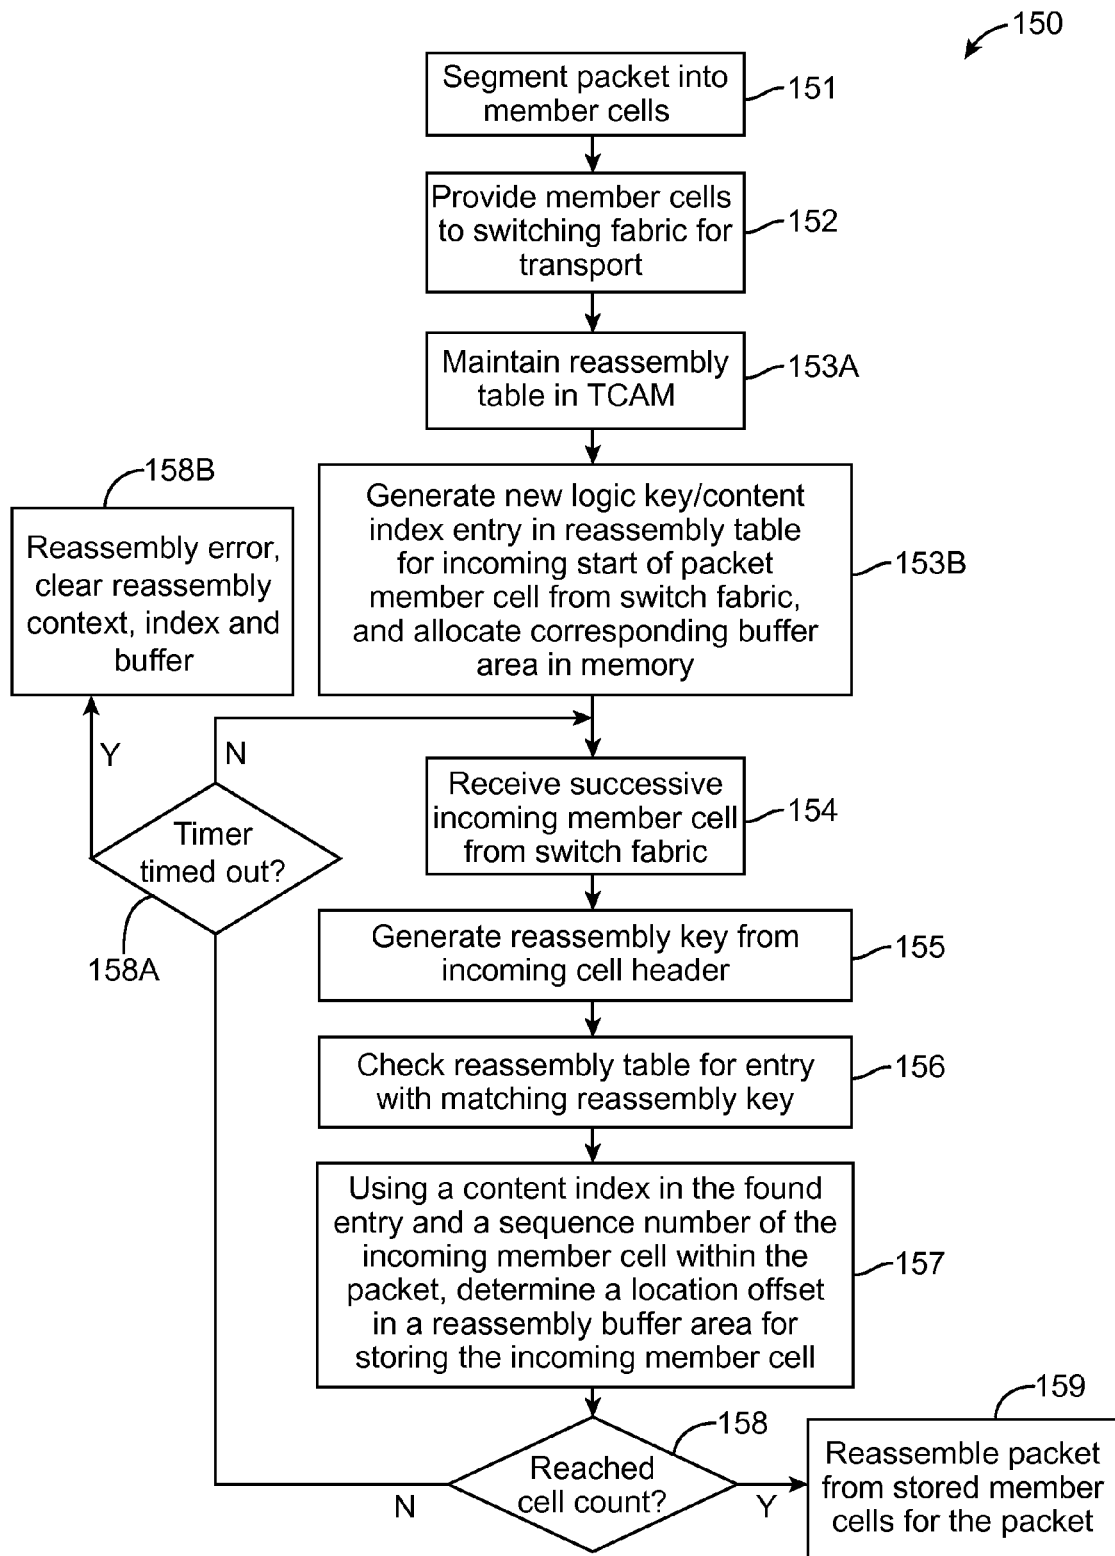 150
Segment packet into
member cells
151
Provide member cells
to switching fabric for
transport
152
Maintain reassembly
table in TCAM
153A
Generate new logic key/content
index entry in reassembly table
for incoming start of packet
member cell from switch fabric,
and allocate corresponding buffer
area in memory
153B
158B
Reassembly error,
clear reassembly
context, index and
buffer
Y
N
Timer
timed out?
158A
Receive successive
incoming member cell
from switch fabric
154
Generate reassembly key from
incoming cell header
155
Check reassembly table for entry
with matching reassembly key
156
Using a content index in the found
entry and a sequence number of the
incoming member cell within the
packet, determine a location offset
in a reassembly buffer area for
storing the incoming member cell
157
Reached
cell count?
158
N
Y
159
Reassemble packet
from stored member
cells for the packet